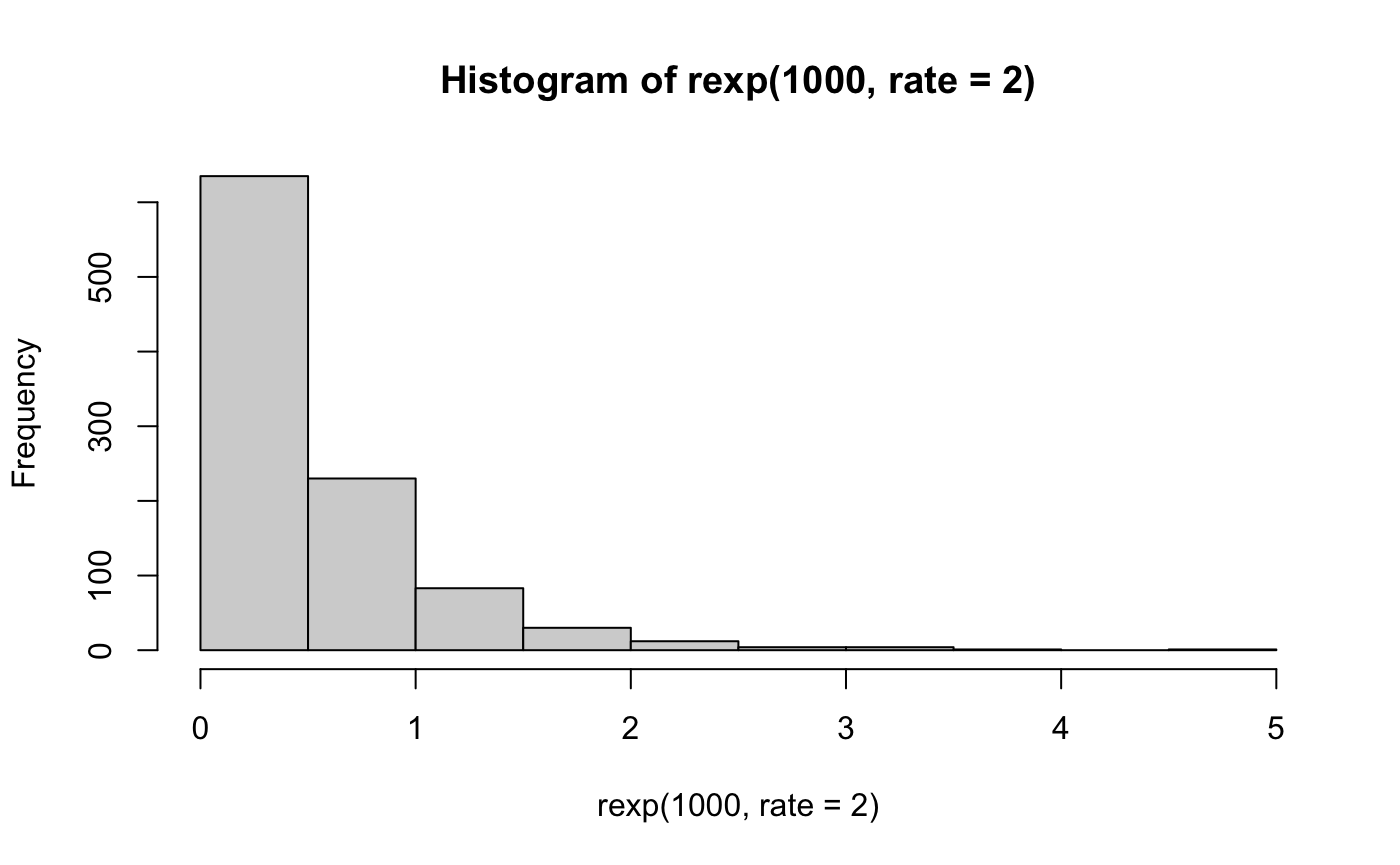 Histogram of rexp(1000, rate = 2)
Frequency
500
300
100
0
0 1 2 3 4 5
rexp(1000, rate = 2)